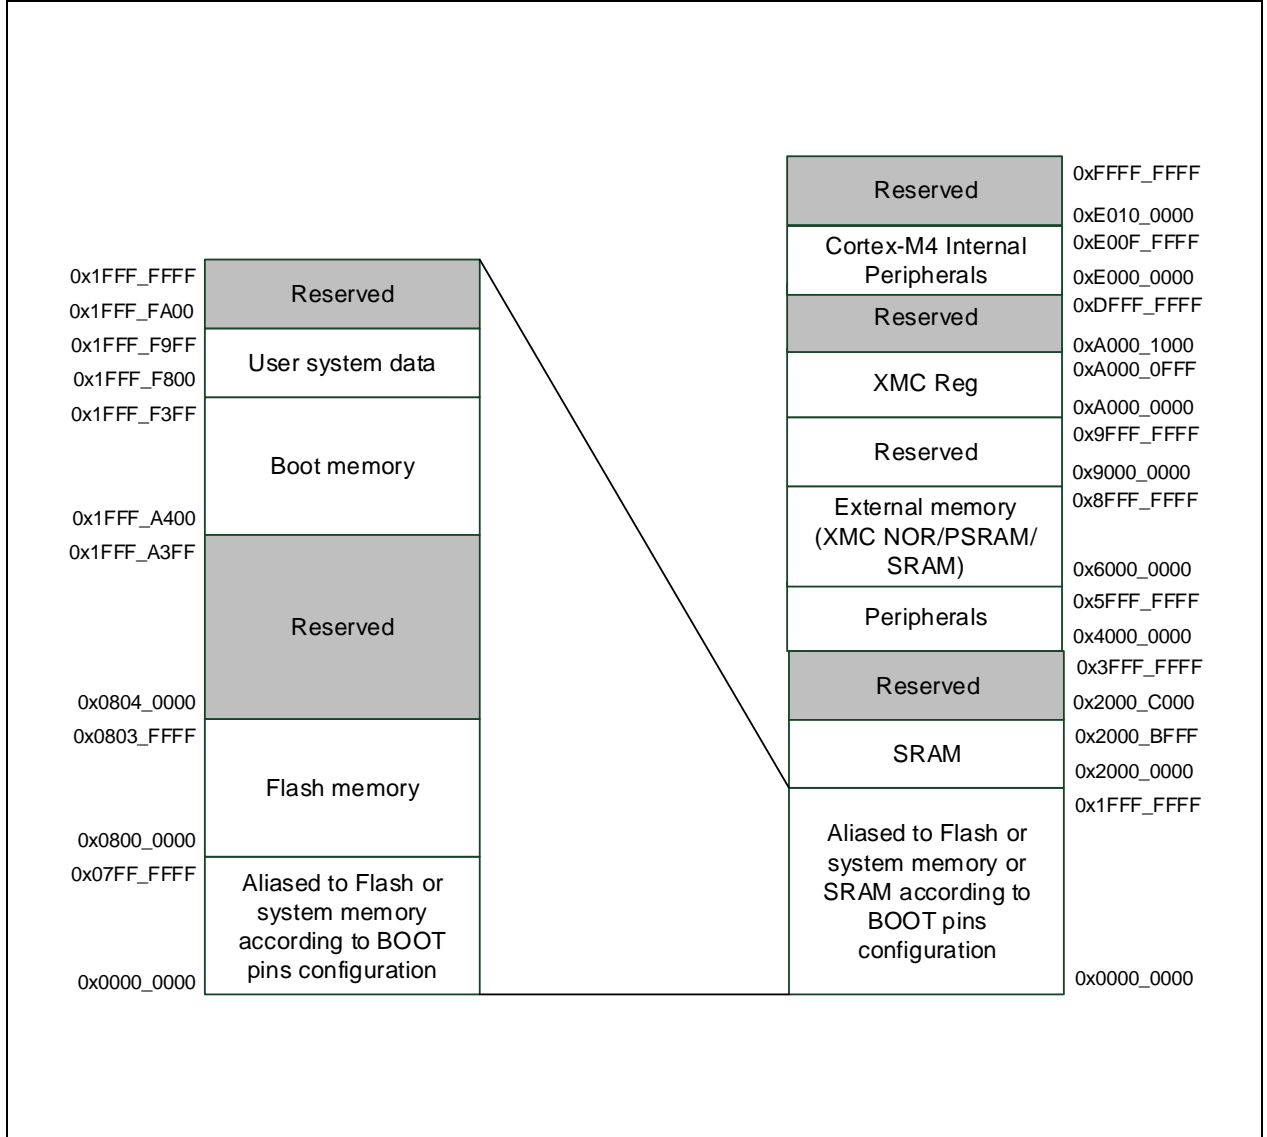 0x1FFF_FFFF
Reserved
0x1FFF_FA00
0x1FFF_F9FF
User system data
0x1FFF_F800
0x1FFF_F3FF
Boot memory
0x1FFF_A400
0x1FFF_A3FF
Reserved
0x0804_0000
0x0803_FFFF
Flash memory
0x0800_0000
0x07FF_FFFF
Aliased to Flash or
system memory
according to BOOT
pins configuration
0x0000_0000
Reserved
0xFFFF_FFFF
0xE010_0000
Cortex-M4 Internal
Peripherals
0xE00F_FFFF
0xE000_0000
Reserved
0xDFFF_FFFF
0xA000_1000
XMC Reg
0xA000_0FFF
0xA000_0000
Reserved
0x9FFF_FFFF
0x9000_0000
External memory
(XMC NOR/PSRAM/
SRAM)
0x8FFF_FFFF
0x6000_0000
Peripherals
0x5FFF_FFFF
0x4000_0000
Reserved
0x3FFF_FFFF
0x2000_C000
SRAM
0x2000_BFFF
0x2000_0000
0x1FFF_FFFF
Aliased to Flash or
system memory or
SRAM according to
BOOT pins
configuration
0x0000_0000